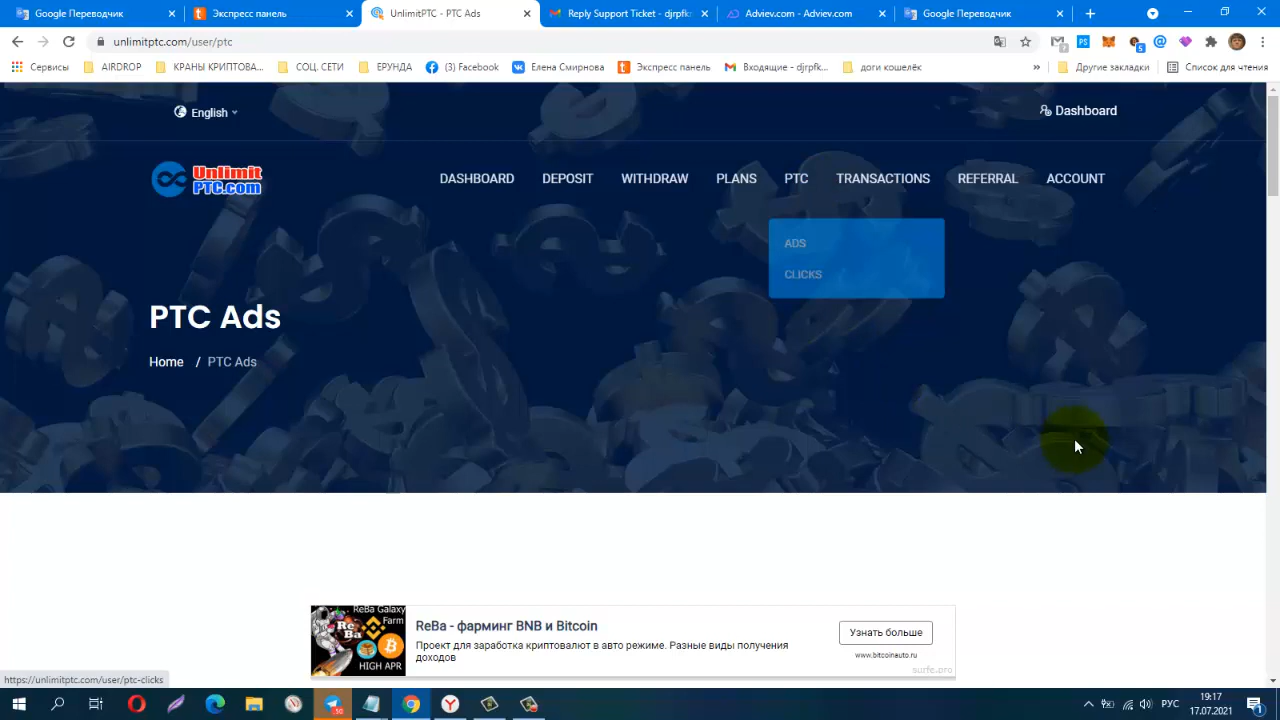 Google Переводчик
Экспресс панель
UnlimitPTC - PTC Ads
Reply Support Ticket - djrpfk
Adviev.com - Adviev.com
Google Переводчик
unlimitptc.com/user/ptc
Сервисы
AIRDROP
КРАНЫ КРИПТОВА...
СОЦ. СЕТИ
ЕРУНДА
(3) Facebook
Елена Смирнова
Экспресс панель
Входящие - djrpfk...
доги кошелёк
»
Другие закладки
Список для чтения
English
Dashboard
Unlimit
PTC.com
DASHBOARD
DEPOSIT
WITHDRAW
PLANS
PTC
TRANSACTIONS
REFERRAL
ACCOUNT
ADS
CLICKS
PTC Ads
Home / PTC Ads
ReBa Galaxy
Farm
ReBa
HIGH APR
ReBa - фарминг BNB и Bitcoin
Проект для заработка криптовалют в авто режиме. Разные виды получения
доходов
Узнать больше
www.bitcoinauto.ru
surfe.pro
https://unlimitptc.com/user/ptc-clicks
РУС
19:17
17.07.2021